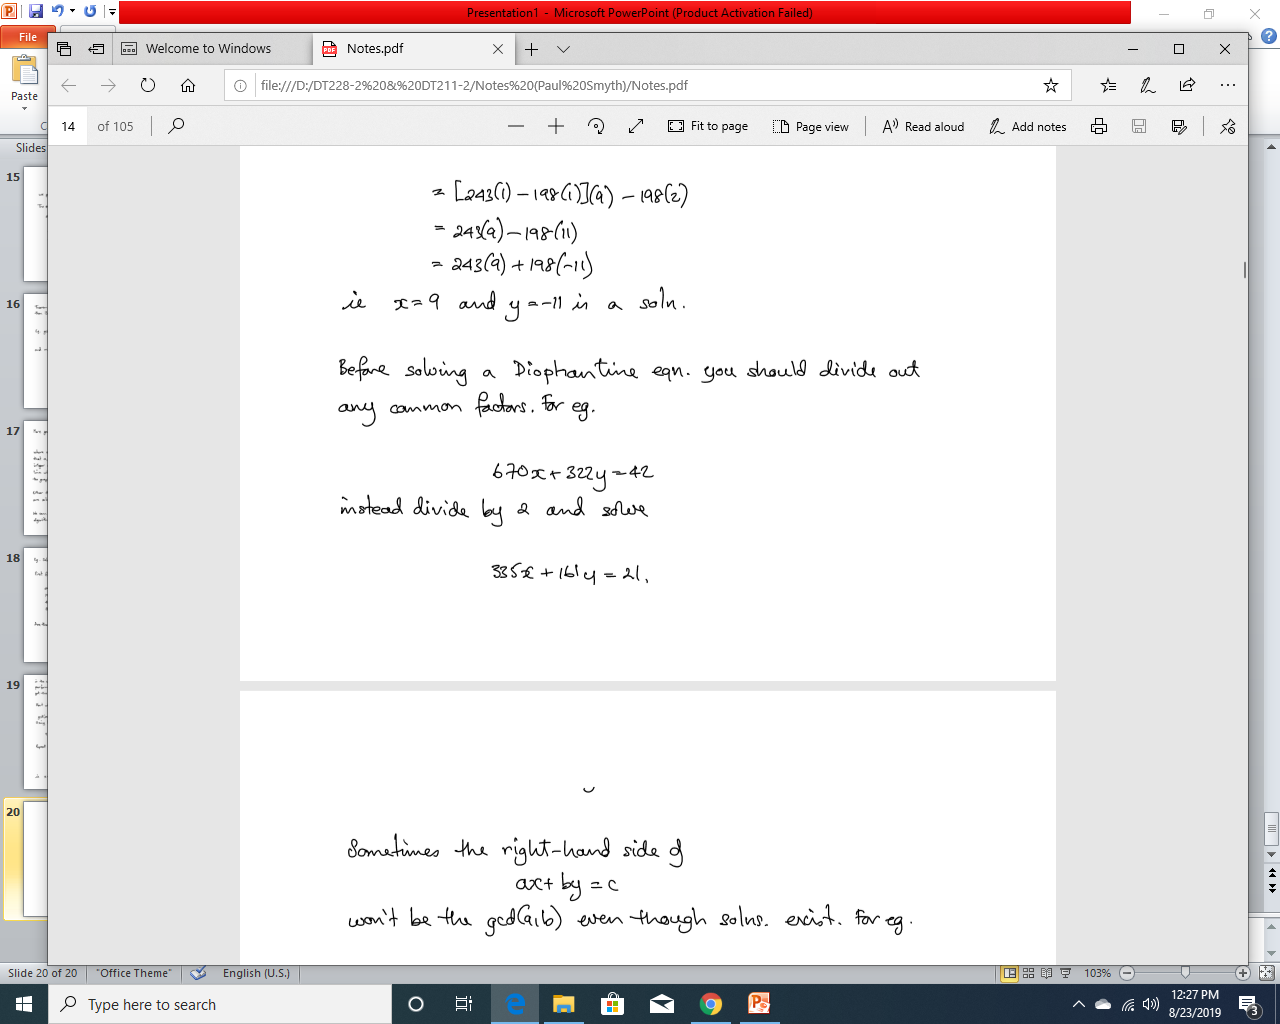 Presentation1 - Microsoft PowerPoint (Product Activation Failed)
File
Paste
Slides
15
16
17
18
19
20
Welcome to Windows
Notes.pdf
file:///D:/DT228-2%20&%20DT211-2/Notes%20(Paul%20Smyth)/Notes.pdf
14 of 105
Fit to page
Page view
Read aloud
Add notes
= [243(1) - 198(1)](9) - 198(2)
= 243(9) - 198(11)
= 243(9) + 198(-11)
ie x = 9 and y = -11 is a soln.
Before solving a Diophantine eqn. you should divide out
any common factors. For eg.
670x + 322y = 42
instead divide by 2 and solve
335x + 161y = 21.
Sometimes the right-hand side of
ax + by = c
won't be the gcd(a,b) even though solns. exist. For eg.
Slide 20 of 20
"Office Theme"
English (U.S.)
103%
Type here to search
12:27 PM
8/23/2019
3